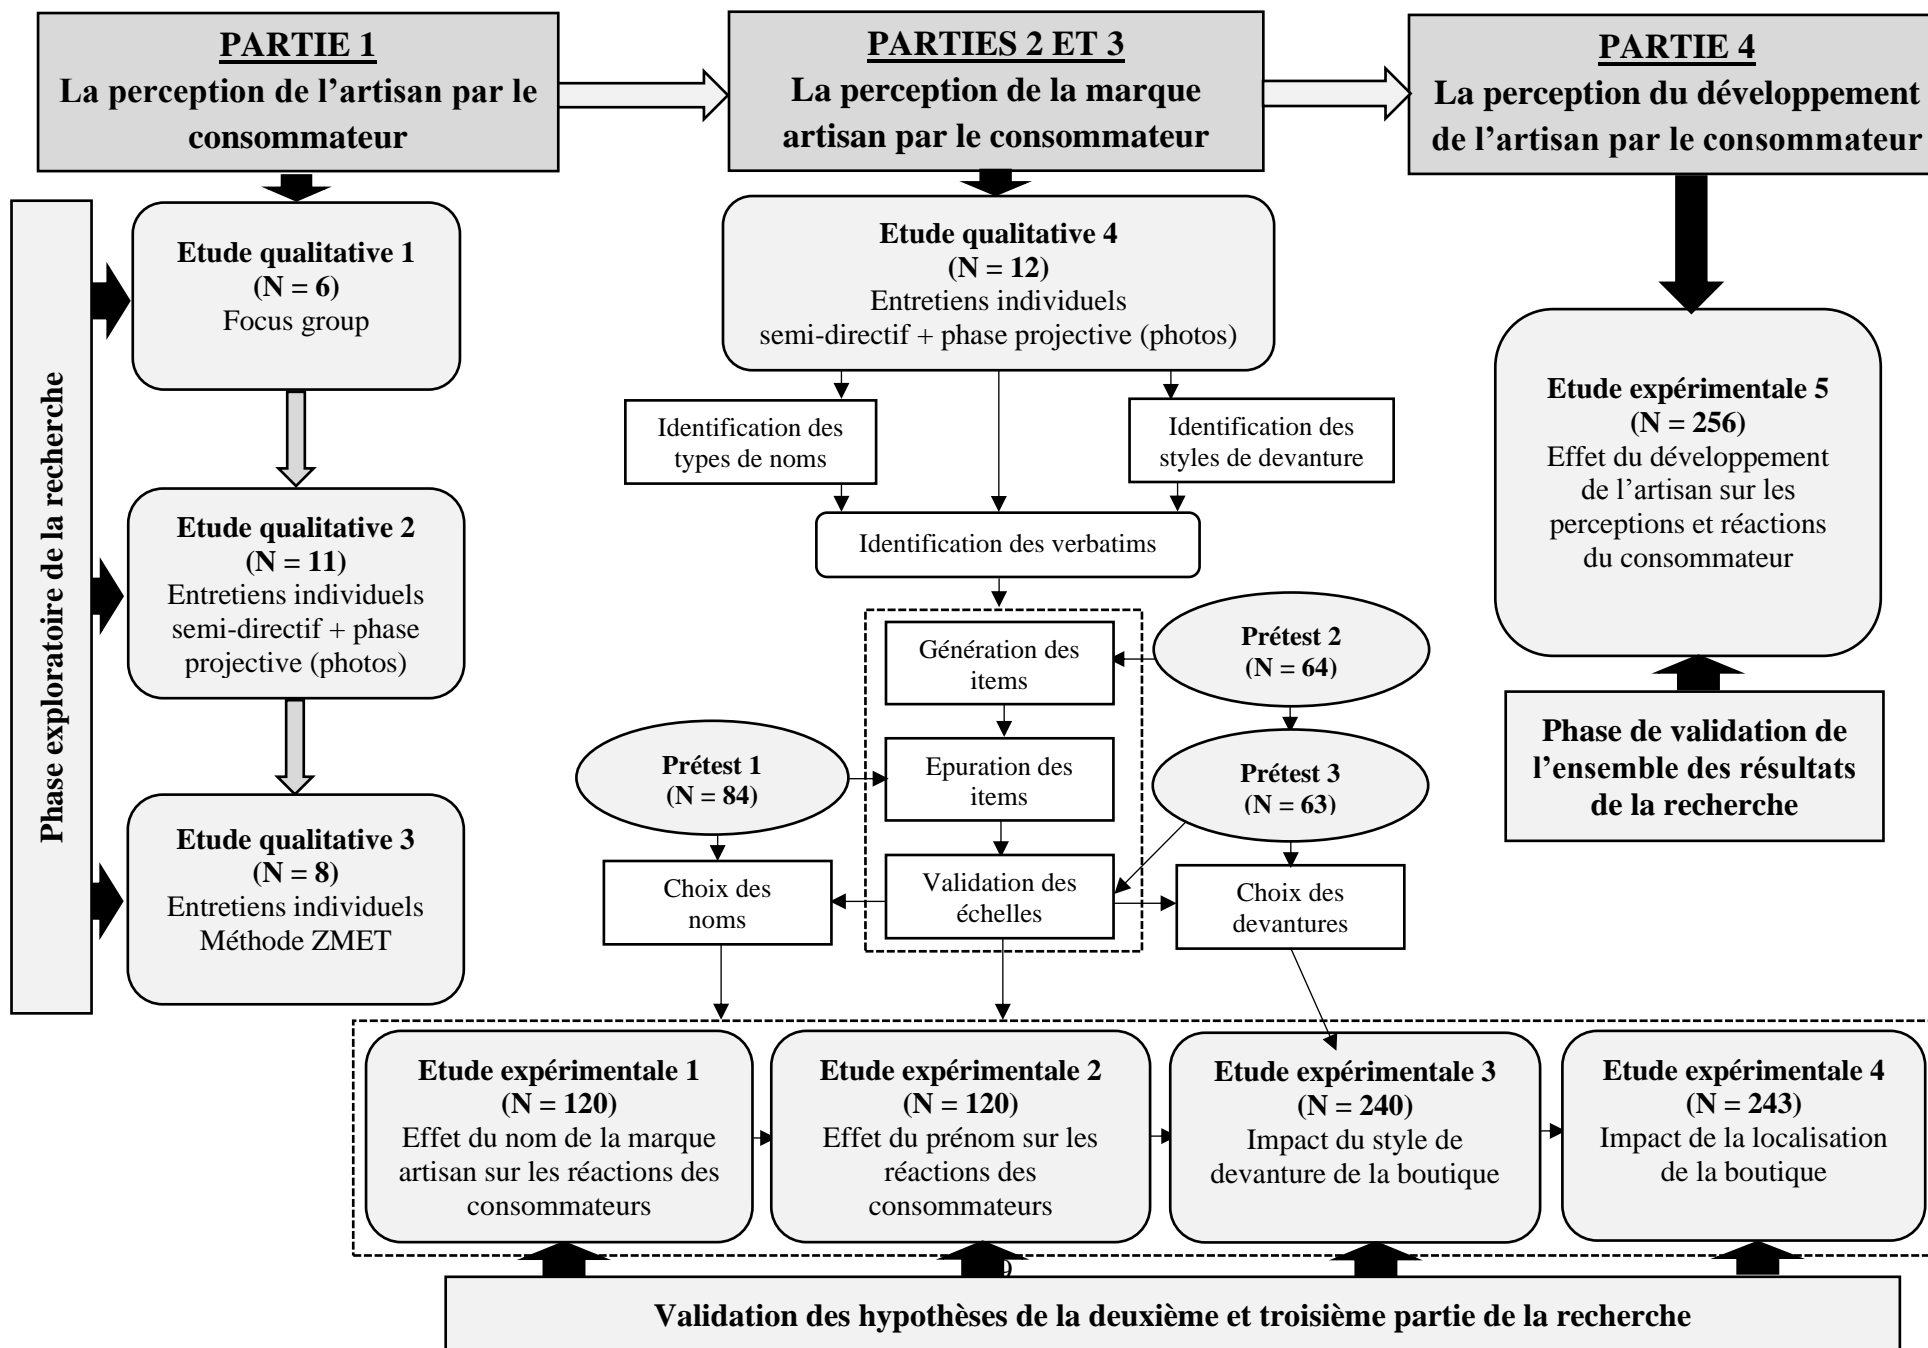 PARTIE 1
La perception de l’artisan par le
consommateur
PARTIES 2 ET 3
La perception de la marque
artisan par le consommateur
PARTIE 4
La perception du développement
de l’artisan par le consommateur
Phase exploratoire de la recherche
Etude qualitative 1
(N = 6)
Focus group
Etude qualitative 2
(N = 11)
Entretiens individuels
semi-directif + phase
projective (photos)
Etude qualitative 3
(N = 8)
Entretiens individuels
Méthode ZMET
Etude qualitative 4
(N = 12)
Entretiens individuels
semi-directif + phase projective (photos)
Identification des
types de noms
Identification des
styles de devanture
Identification des verbatims
Génération des
items
Prétest 2
(N = 64)
Prétest 1
(N = 84)
Epuration des
items
Prétest 3
(N = 63)
Choix des
noms
Validation des
échelles
Choix des
devantures
Etude expérimentale 5
(N = 256)
Effet du développement
de l’artisan sur les
perceptions et réactions
du consommateur
Phase de validation de
l’ensemble des résultats
de la recherche
Etude expérimentale 1
(N = 120)
Effet du nom de la marque
artisan sur les réactions des
consommateurs
Etude expérimentale 2
(N = 120)
Effet du prénom sur les
réactions des
consommateurs
Etude expérimentale 3
(N = 240)
Impact du style de
devanture de la boutique
Etude expérimentale 4
(N = 243)
Impact de la localisation
de la boutique
Validation des hypothèses de la deuxième et troisième partie de la recherche